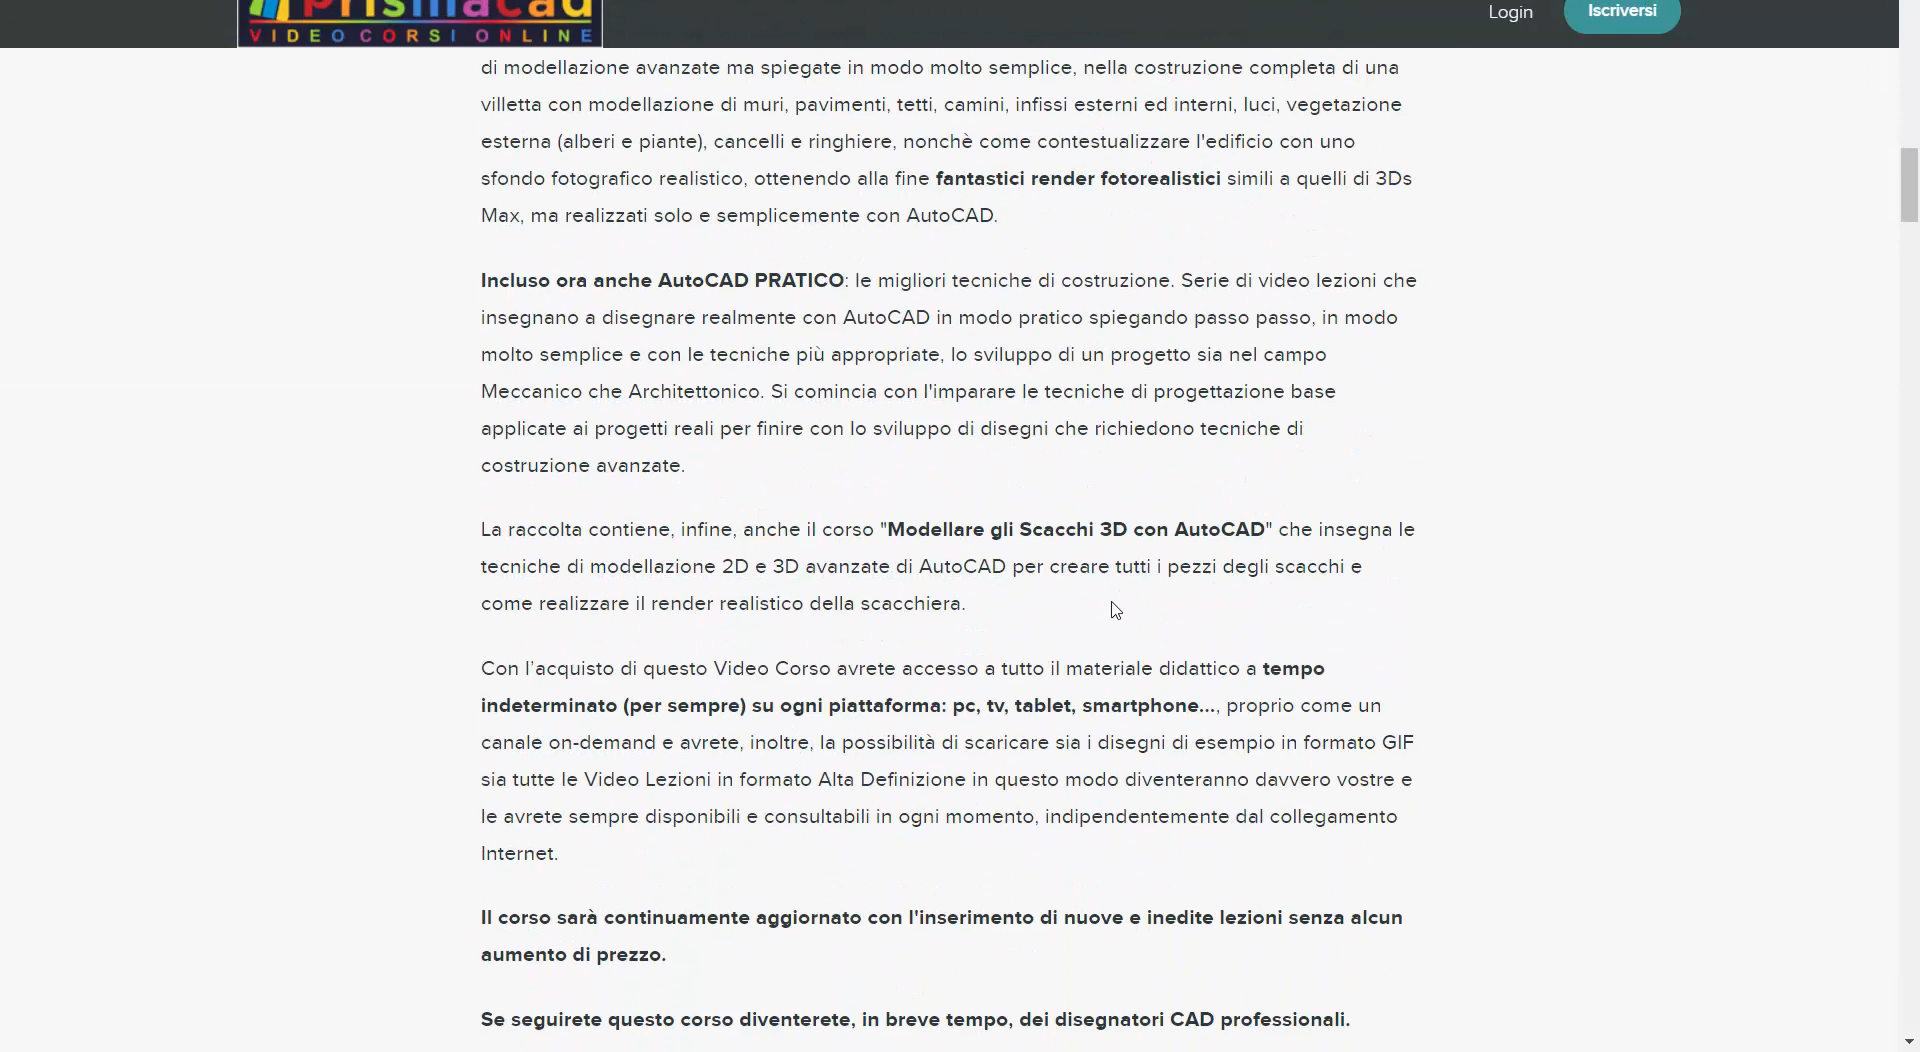 Prismacad
VIDEOCORSI ONLINE
Login
Iscriversi
di modellazione avanzate ma spiegate in modo molto semplice, nella costruzione completa di una
villetta con modellazione di muri, pavimenti, tetti, camini, infissi esterni ed interni, luci, vegetazione
esterna (alberi e piante), cancelli e ringhiere, nonchè come contestualizzare l'edificio con uno
sfondo fotografico realistico, ottenendo alla fine fantastici render fotorealistici simili a quelli di 3Ds
Max, ma realizzati solo e semplicemente con AutoCAD.
Incluso ora anche AutoCAD PRATICO: le migliori tecniche di costruzione. Serie di video lezioni che
insegnano a disegnare realmente con AutoCAD in modo pratico spiegando passo passo, in modo
molto semplice e con le tecniche più appropriate, lo sviluppo di un progetto sia nel campo
Meccanico che Architettonico. Si comincia con l'imparare le tecniche di progettazione base
applicate ai progetti reali per finire con lo sviluppo di disegni che richiedono tecniche di
costruzione avanzate.
La raccolta contiene, infine, anche il corso "Modellare gli Scacchi 3D con AutoCAD" che insegna le
tecniche di modellazione 2D e 3D avanzate di AutoCAD per creare tutti i pezzi degli scacchi e
come realizzare il render realistico della scacchiera.
Con l’acquisto di questo Video Corso avrete accesso a tutto il materiale didattico a tempo
indeterminato (per sempre) su ogni piattaforma: pc, tv, tablet, smartphone..., proprio come un
canale on-demand e avrete, inoltre, la possibilità di scaricare sia i disegni di esempio in formato GIF
sia tutte le Video Lezioni in formato Alta Definizione in questo modo diventeranno davvero vostre e
le avrete sempre disponibili e consultabili in ogni momento, indipendentemente dal collegamento
Internet.
Il corso sarà continuamente aggiornato con l'inserimento di nuove e inedite lezioni senza alcun
aumento di prezzo.
Se seguirete questo corso diventerete, in breve tempo, dei disegnatori CAD professionali.